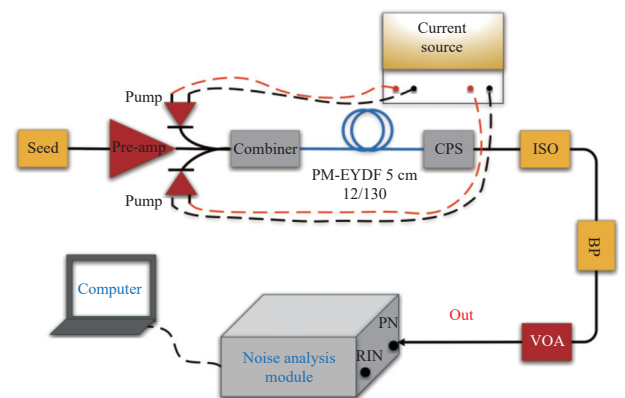 Current
source
Pump
Seed
Pre-amp
Combiner
CPS
ISO
PM-EYDF 5 cm
12/130
Pump
BP
Computer
PN
Out
VOA
RIN
Noise analysis
module